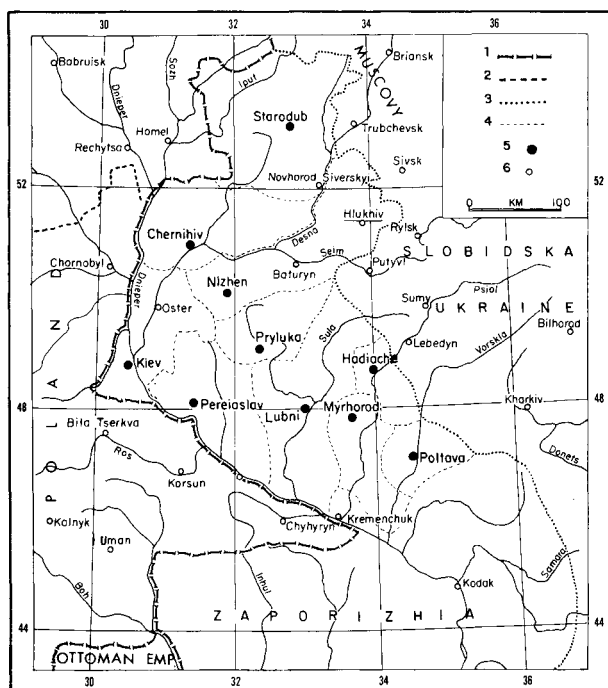 30 32 34 36
Babruisk
Briansk
MUSCOVY
Sozh
Dnieper
Iput
Starodub
Homel
Rechytsa
Trubchevsk
Sivsk
52
Novhorod Siverskyi
52
Hlukhiv
Chernihiv
Desna
Rylsk
Seim
Putyvl
SLOBIDSKA
Chornobyl
Baturyn
Dnieper
Nizhen
Oster
Sumy
Psiol
UKRAINE
Sula
Vorskla
Bilhorod
Pryluka
Lebedyn
Kiev
Hadiache
POLAND
Pereiaslav
Lubni
Myrhorod
Kharkiv
48
48
Bila Tserkva
Ros
Poltava
Donets
Korsun
Kalnyk
Chyhyryn
Kremenchuk
Uman
Samara
Boh
Inhul
Kodak
ZAPORIZHIA
44
44
OTTOMAN EMP.
30 32 34 36
1
2
3
4
5
6
0 KM 100